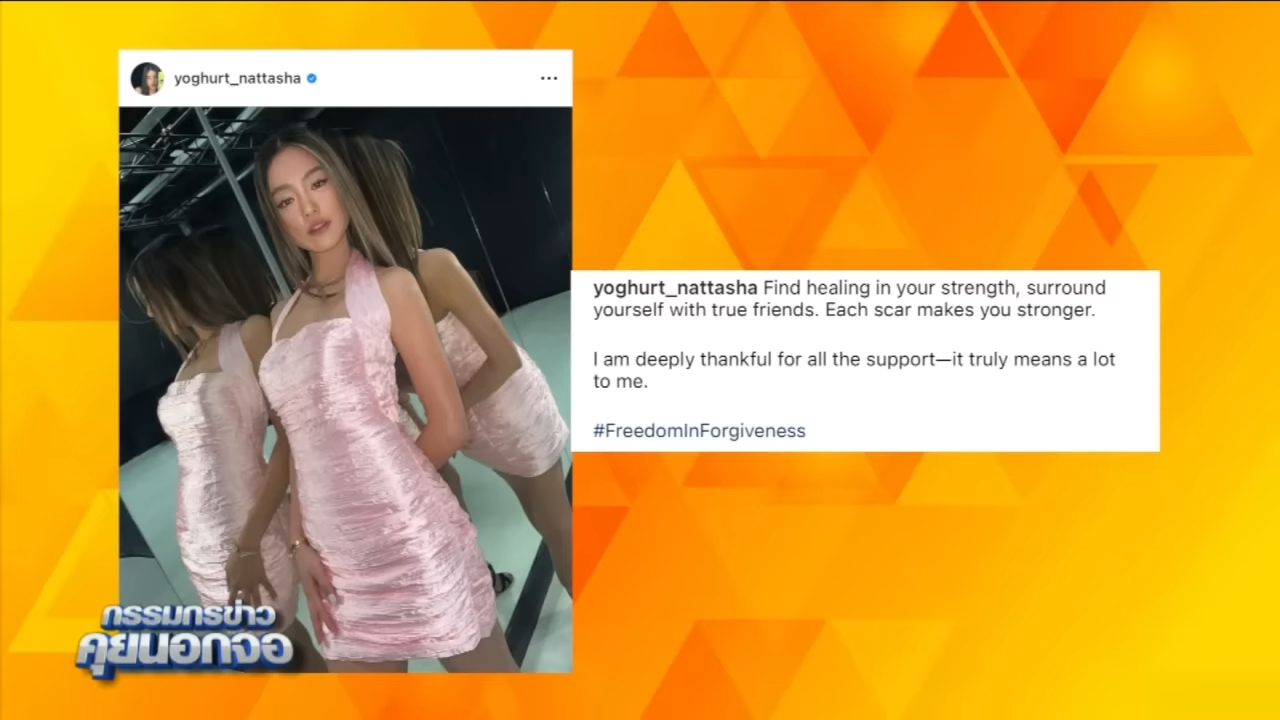 yoghurt_nattasha
yoghurt_nattasha Find healing in your strength, surround
yourself with true friends. Each scar makes you stronger.
I am deeply thankful for all the support—it truly means a lot
to me.
#FreedomInForgiveness
กรรมกรข่าว
คุยนอกจอ